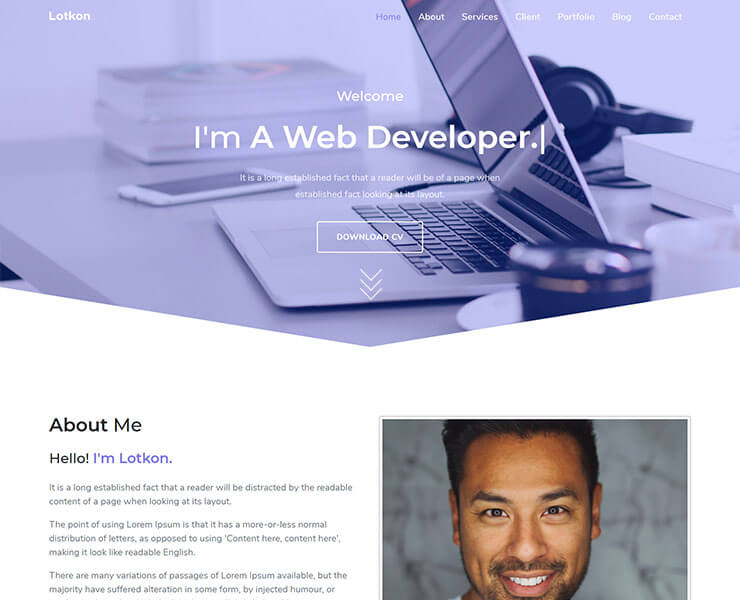 Lotkon
Home About Services Client Portfolio Blog Contact
Welcome
I'm A Web Developer.|
It is a long established fact that a reader will be of a page when
established fact looking at its layout.
DOWNLOAD CV
About Me
Hello! I'm Lotkon.
It is a long established fact that a reader will be distracted by the readable
content of a page when looking at its layout.
The point of using Lorem Ipsum is that it has a more-or-less normal
distribution of letters, as opposed to using 'Content here, content here',
making it look like readable English.
There are many variations of passages of Lorem Ipsum available, but the
majority have suffered alteration in some form, by injected humour, or